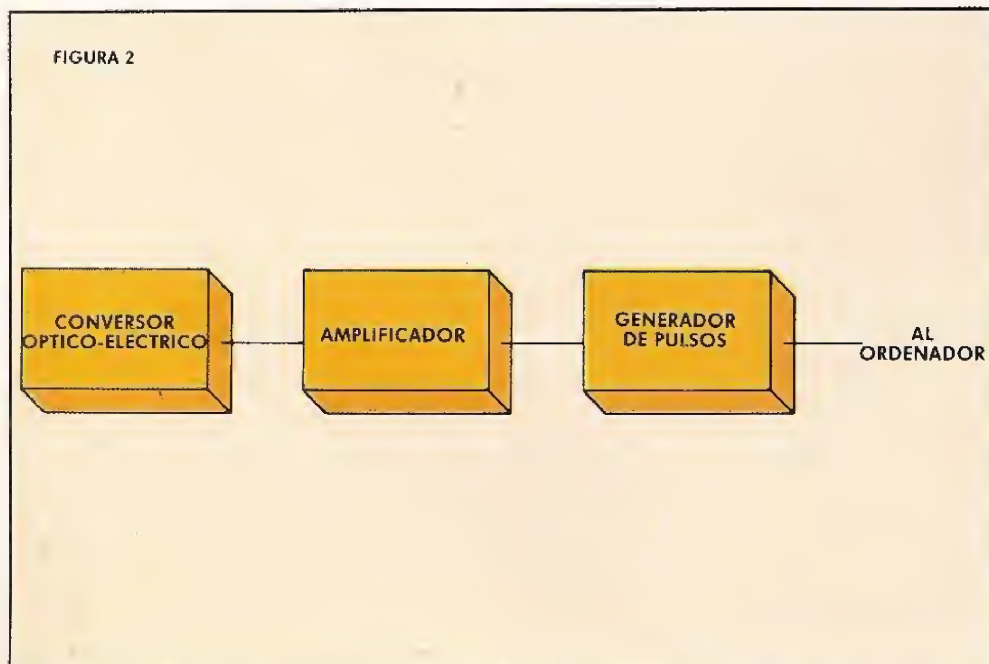 FIGURA 2
CONVERSOR
OPTICO-ELECTRICO
AMPLIFICADOR
GENERADOR
DE PULSOS
AL
ORDENADOR